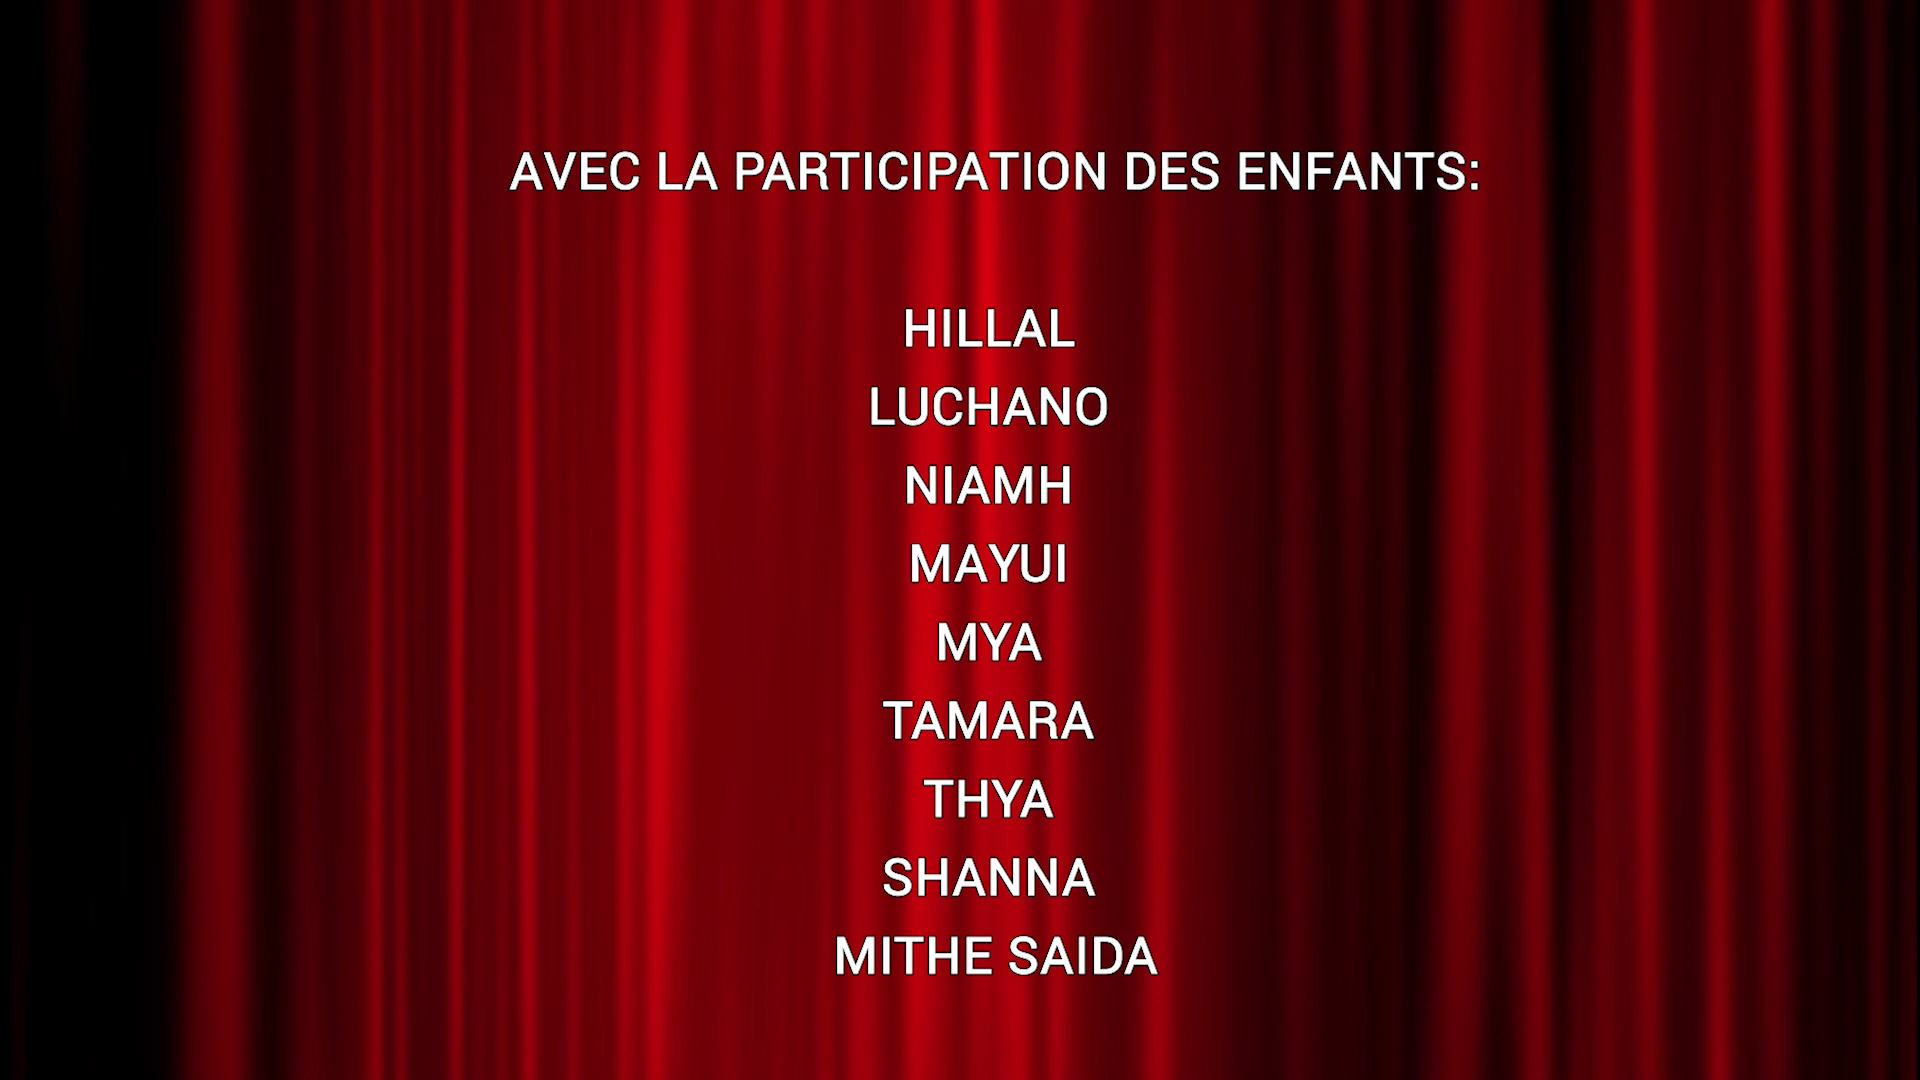 AVEC LA PARTICIPATION DES ENFANTS:
HILLAL
LUCHANO
NIAMH
MAYUI
MYA
TAMARA
THYA
SHANNA
MITHE SAIDA